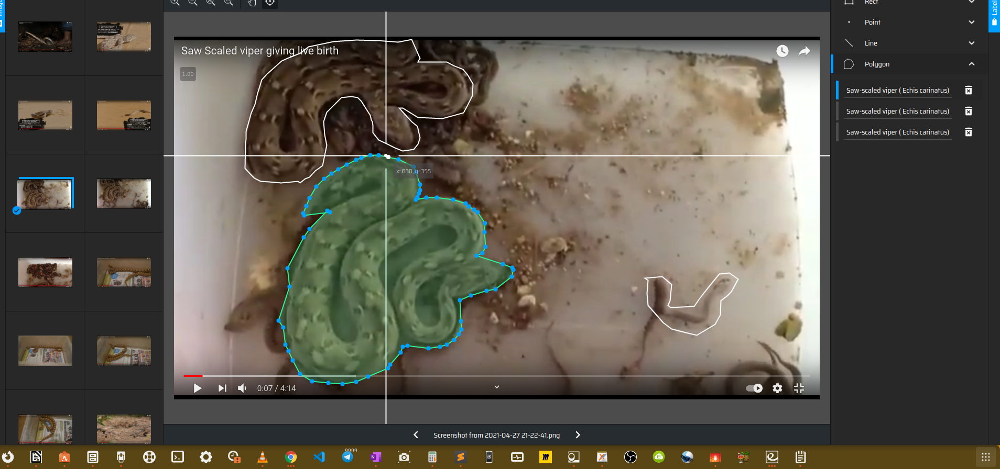 Rect
Point
Line
Polygon
Saw-scaled viper ( Echis carinatus)
Saw-scaled viper ( Echis carinatus)
Saw-scaled viper ( Echis carinatus)
Label
Saw Scaled viper giving live birth
1.00
x: 630, y: 355
0:07 / 4:14
Screenshot from 2021-04-27 21-22-41.png
9999